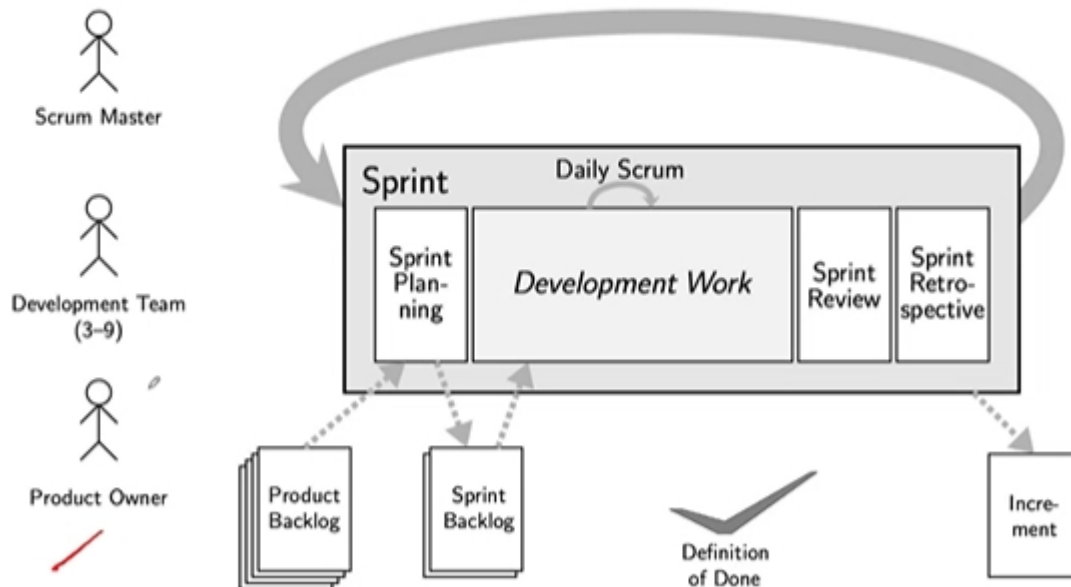 Scrum Master
Development Team
(3–9)
Product Owner
Sprint
Daily Scrum
Sprint
Plan-
ning
Development Work
Sprint
Review
Sprint
Retro-
spective
Product
Backlog
Sprint
Backlog
Definition
of Done
Incre-
ment